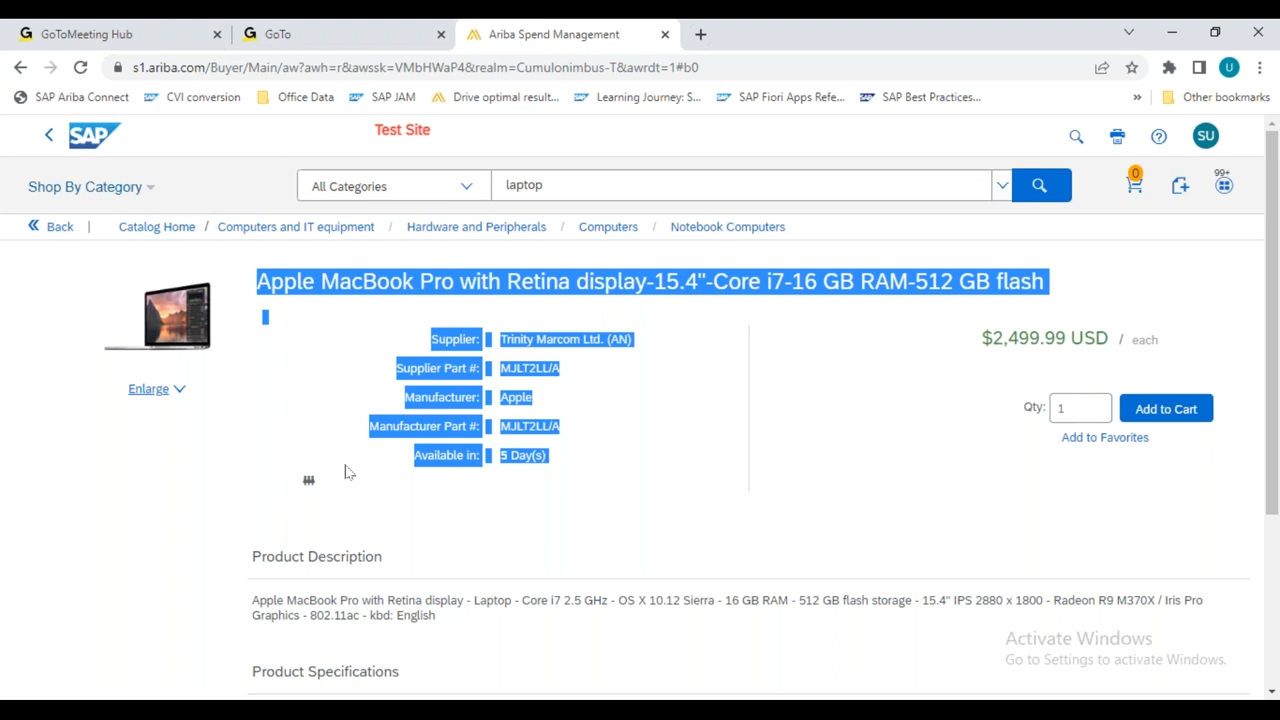 GoToMeeting Hub
GoTo
Ariba Spend Management
s1.ariba.com/Buyer/Main/aw?awh=r&awssk=VMbHWaP4&realm=Cumulonimbus-T&awrdt=1#b0
U
SAP Ariba Connect
CVI conversion
Office Data
SAP JAM
Drive optimal result...
Learning Journey: S...
SAP Fiori Apps Refe...
SAP Best Practices...
»
Other bookmarks
SAP
Test Site
SU
Shop By Category
All Categories
laptop
0
99+
Back |
Catalog Home / Computers and IT equipment / Hardware and Peripherals / Computers / Notebook Computers
Apple MacBook Pro with Retina display-15.4"-Core i7-16 GB RAM-512 GB flash
Supplier: Trinity Marcom Ltd. (AN)
Supplier Part #: MJLT2LL/A
Manufacturer: Apple
Manufacturer Part #: MJLT2LL/A
Available in: 5 Day(s)
Enlarge
$2,499.99 USD / each
Qty: 1
Add to Cart
Add to Favorites
Product Description
Apple MacBook Pro with Retina display - Laptop - Core i7 2.5 GHz - OS X 10.12 Sierra - 16 GB RAM - 512 GB flash storage - 15.4" IPS 2880 x 1800 - Radeon R9 M370X / Iris Pro
Graphics - 802.11ac - kbd: English
Product Specifications
Activate Windows
Go to Settings to activate Windows.